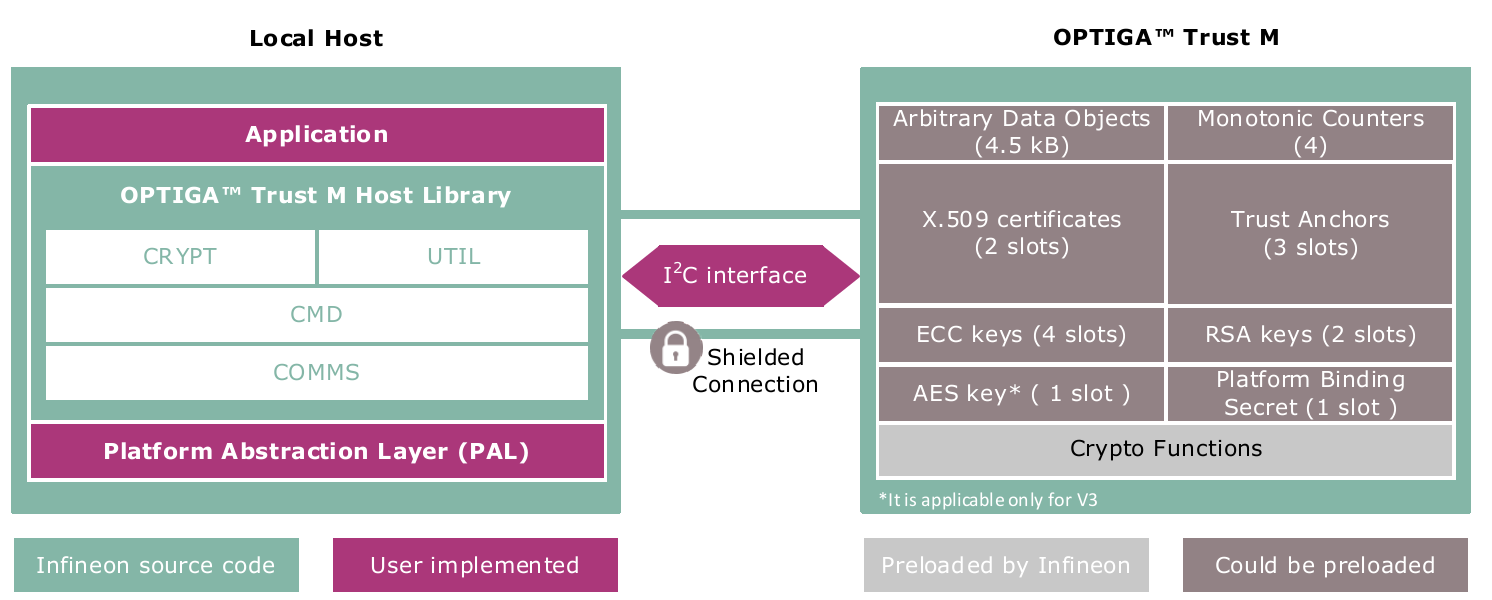 Local Host
Application
OPTIGA™ Trust M Host Library
CRYPT
UTIL
CMD
COMMS
Platform Abstraction Layer (PAL)
Infineon source code
User implemented
I²C interface
Shielded
Connection
OPTIGA™ Trust M
Arbitrary Data Objects
(4.5 kB)
Monotonic Counters
(4)
X.509 certificates
(2 slots)
Trust Anchors
(3 slots)
ECC keys (4 slots)
RSA keys (2 slots)
AES key* ( 1 slot )
Platform Binding
Secret (1 slot )
Crypto Functions
*It is applicable only for V3
Preloaded by Infineon
Could be preloaded